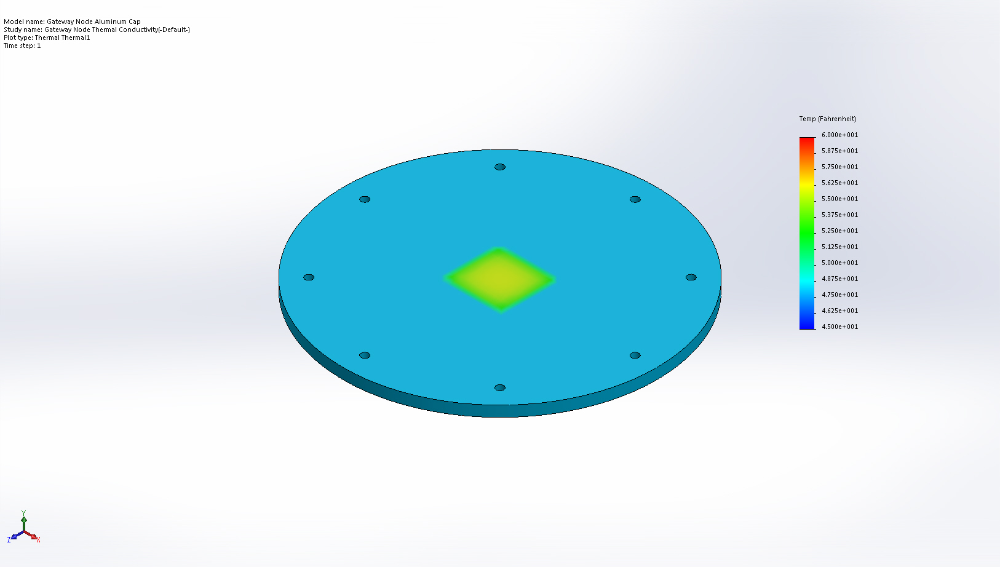 Model name: Gateway Node Aluminum Cap
Study name: Gateway Node Thermal Conductivity(-Default-)
Plot type: Thermal Thermal1
Time step: 1
Temp (Fahrenheit)
6.000e+001
5.875e+001
5.750e+001
5.625e+001
5.500e+001
5.375e+001
5.250e+001
5.125e+001
5.000e+001
4.875e+001
4.750e+001
4.625e+001
4.500e+001
Y
Z
X